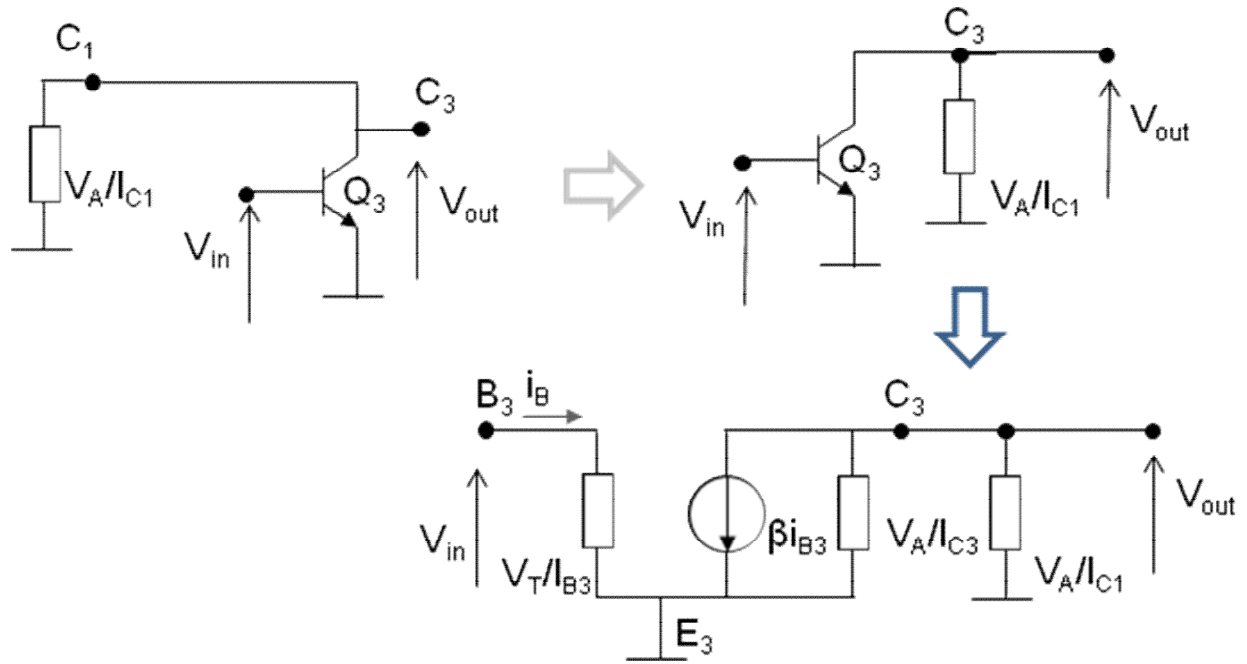 C1
C3
VA/IC1
Q3
Vin
Vout
C3
Q3
Vin
VA/IC1
Vout
B3
iB
C3
Vin
VT/IB3
βiB3
VA/IC3
VA/IC1
Vout
E3